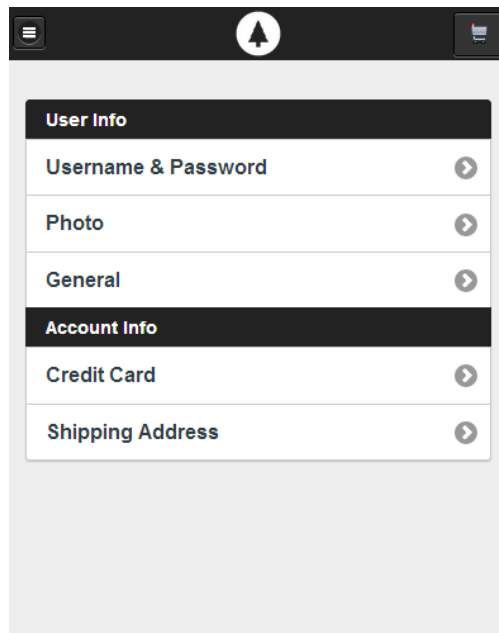 User Info
Username & Password
Photo
General
Account Info
Credit Card
Shipping Address